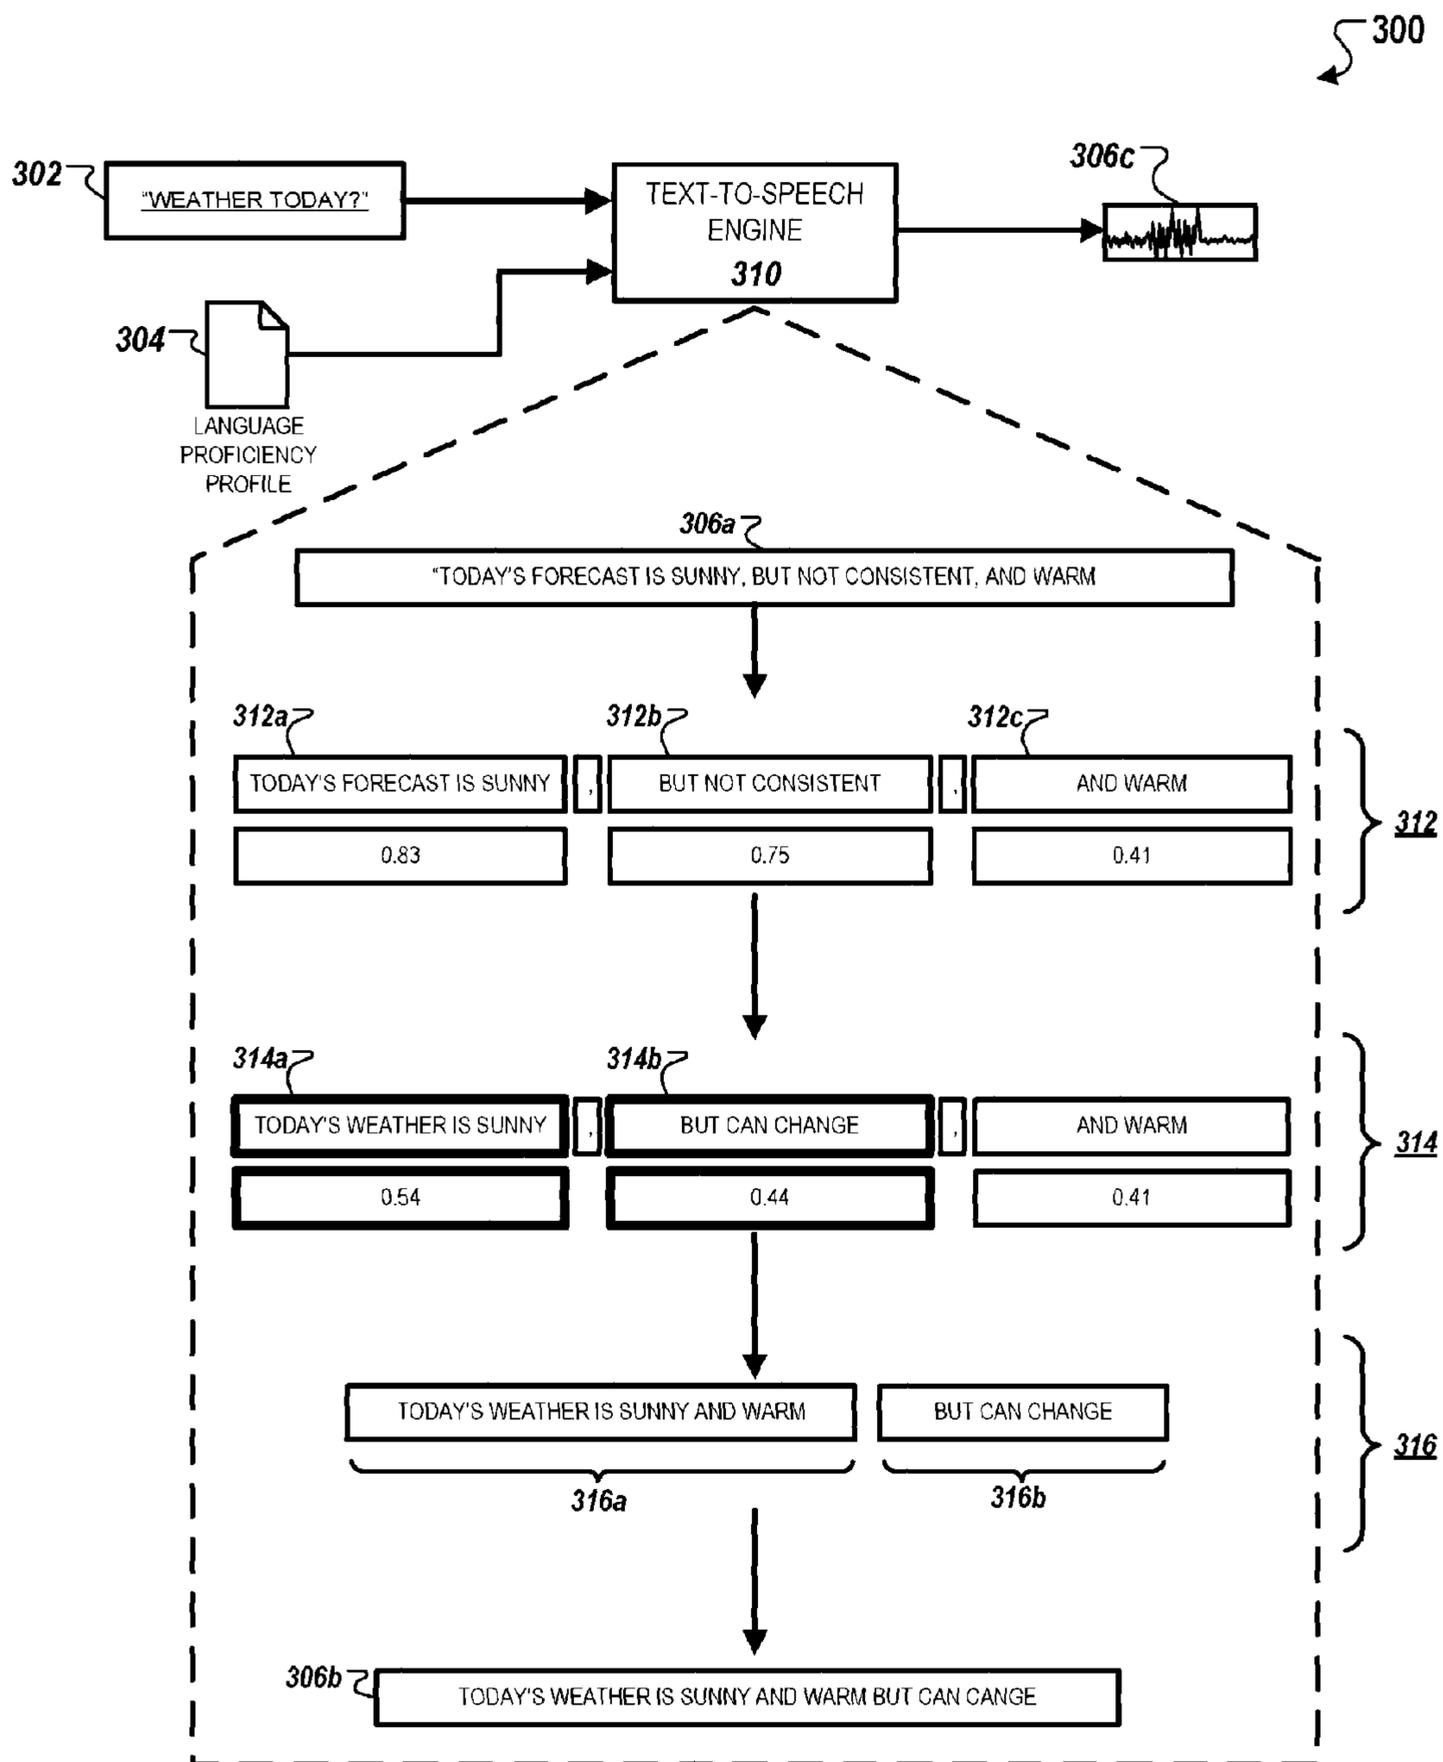 300
302
"WEATHER TODAY?"
TEXT-TO-SPEECH
ENGINE
310
306c
304
LANGUAGE
PROFICIENCY
PROFILE
306a
"TODAY'S FORECAST IS SUNNY, BUT NOT CONSISTENT, AND WARM
312a
312b
312c
TODAY'S FORECAST IS SUNNY , BUT NOT CONSISTENT , AND WARM
312
0.83 0.75 0.41
314a
314b
TODAY'S WEATHER IS SUNNY , BUT CAN CHANGE , AND WARM
314
0.54 0.44 0.41
TODAY'S WEATHER IS SUNNY AND WARM BUT CAN CHANGE
316
316a
316b
306b
TODAY'S WEATHER IS SUNNY AND WARM BUT CAN CANGE